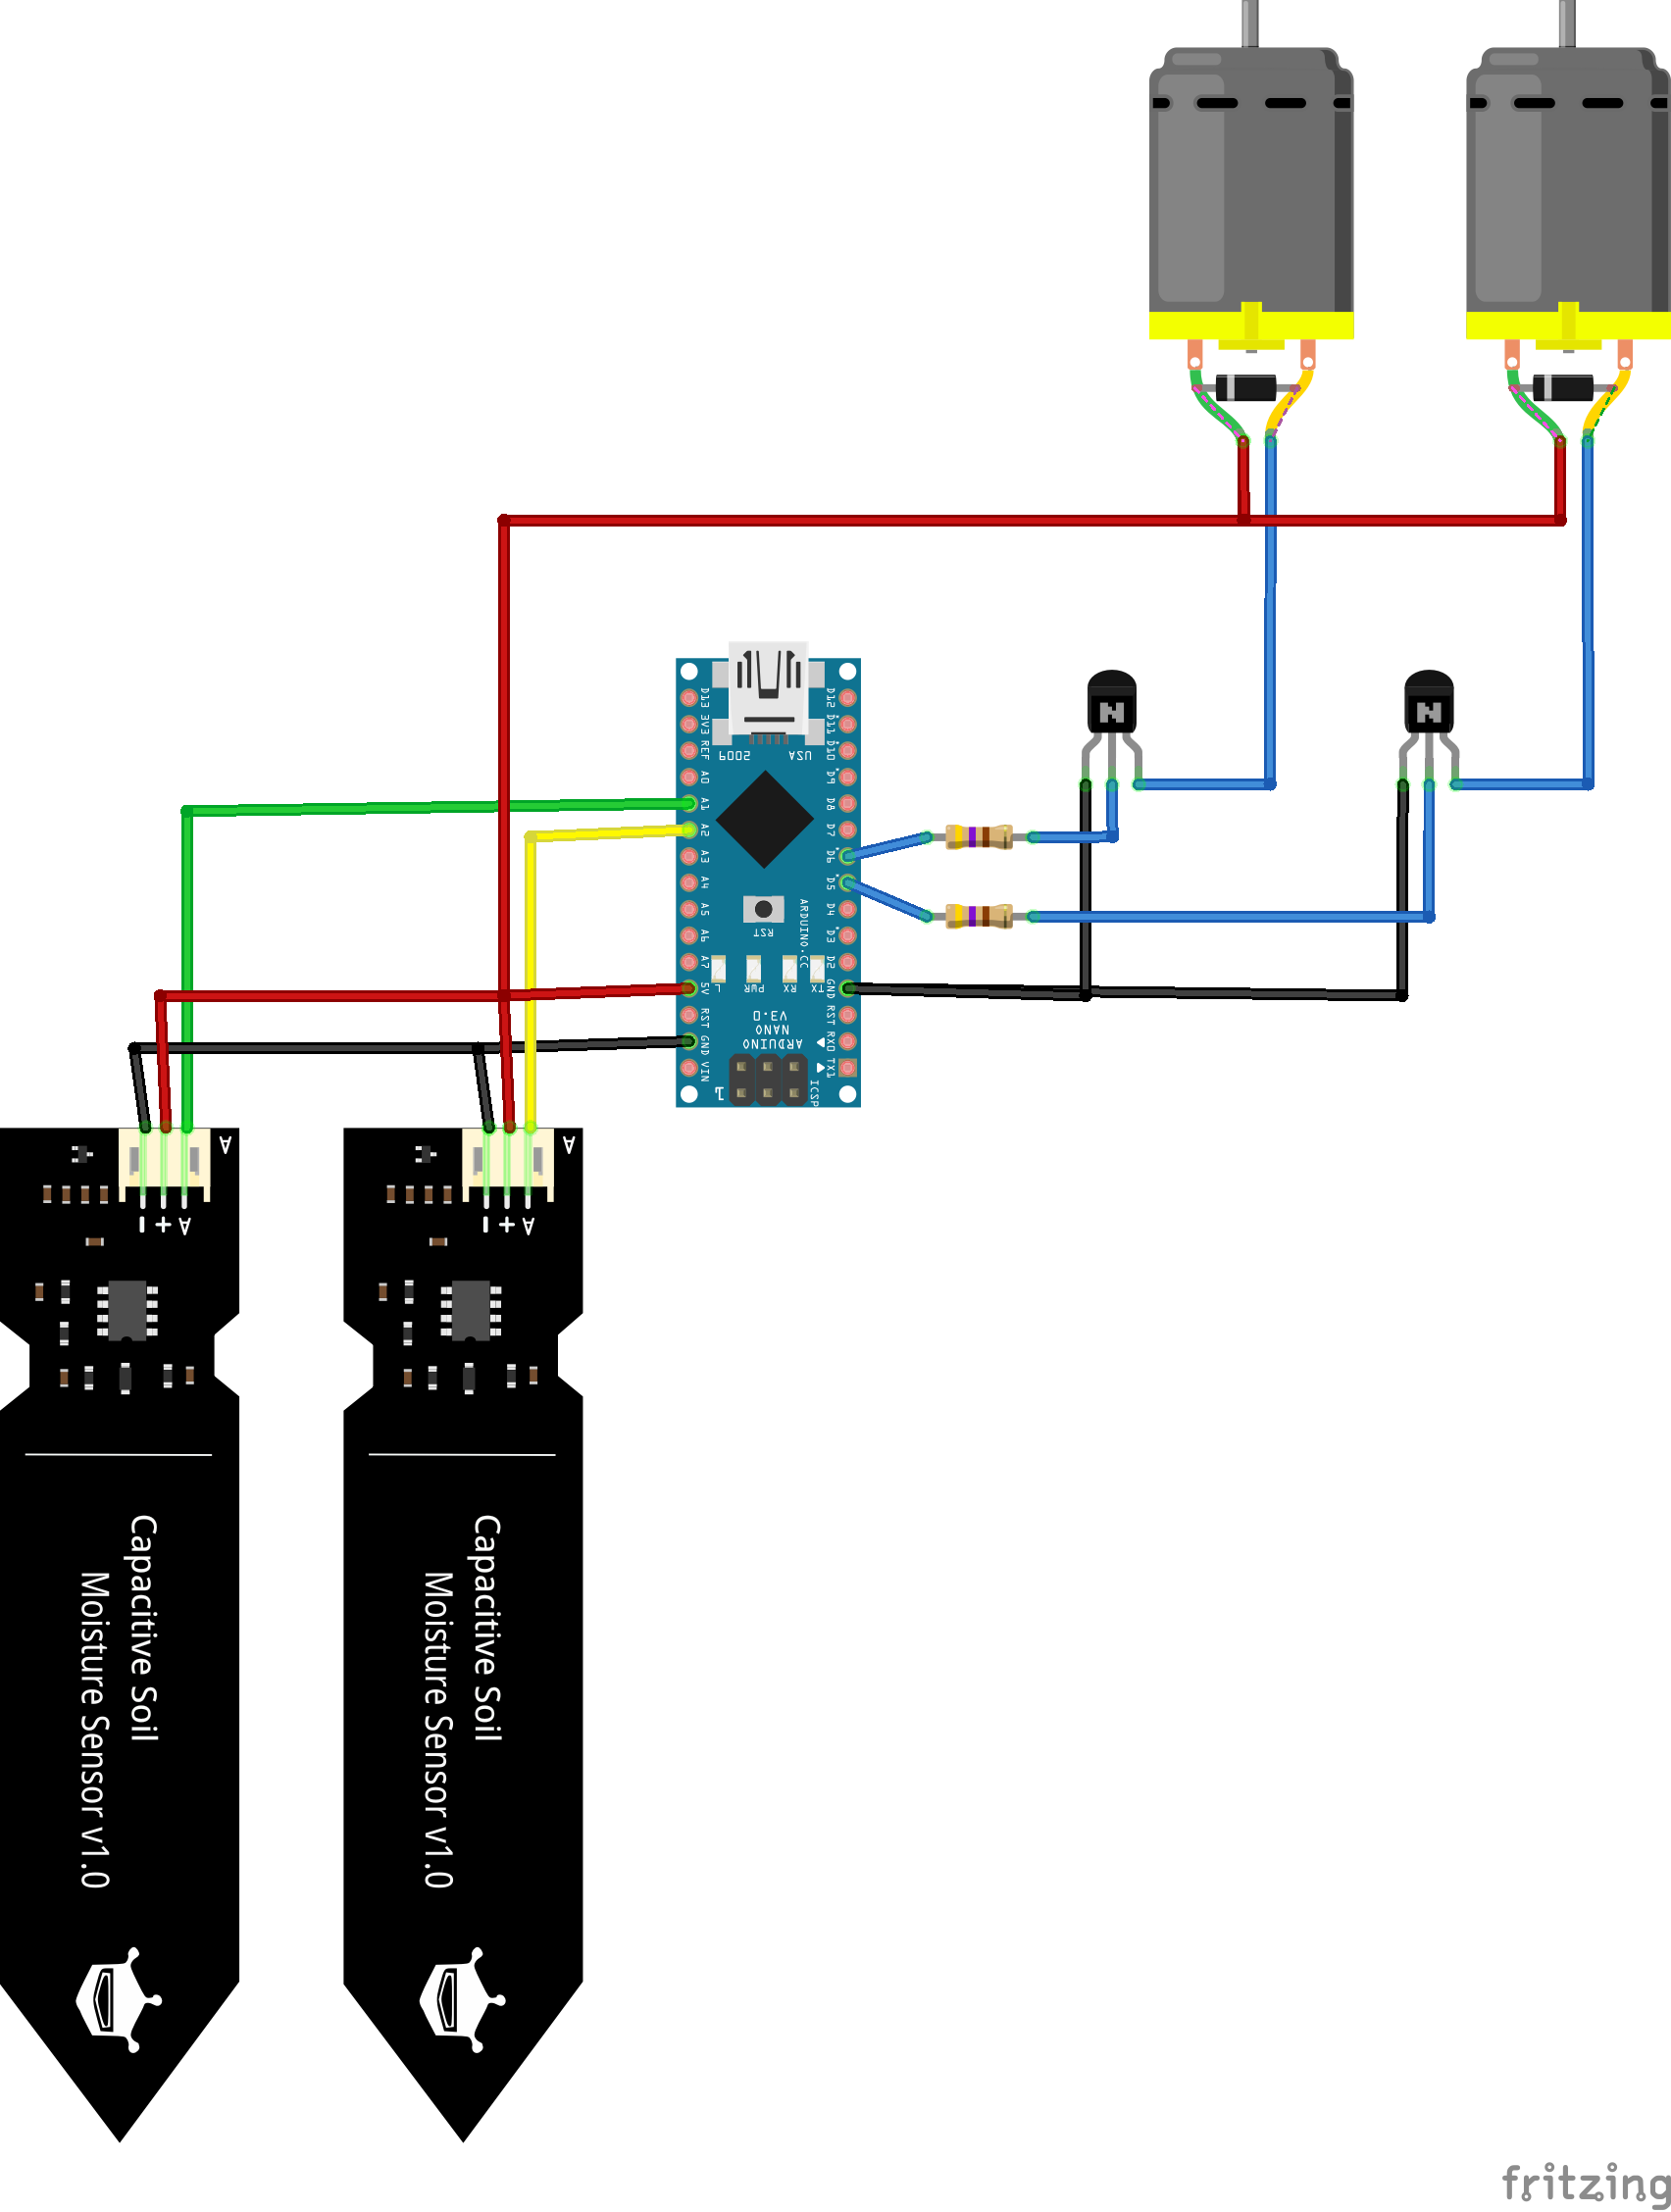 D13
3V3
REF
A0
A1
A2
A3
A4
A5
A6
A7
5V
RST
GND
VIN
D12
D11
D10
D9
D8
D7
D6
D5
D4
D3
D2
GND
RST
RX0
TX1
2009
USA
RST
ARDUINO.CC
L
PWR
RX
TX
V3.0
NANO
ARDUINO
1
ICSP
N
N
A
- + A
Capacitive Soil
Moisture Sensor v1.0
A
- + A
Capacitive Soil
Moisture Sensor v1.0
fritzing